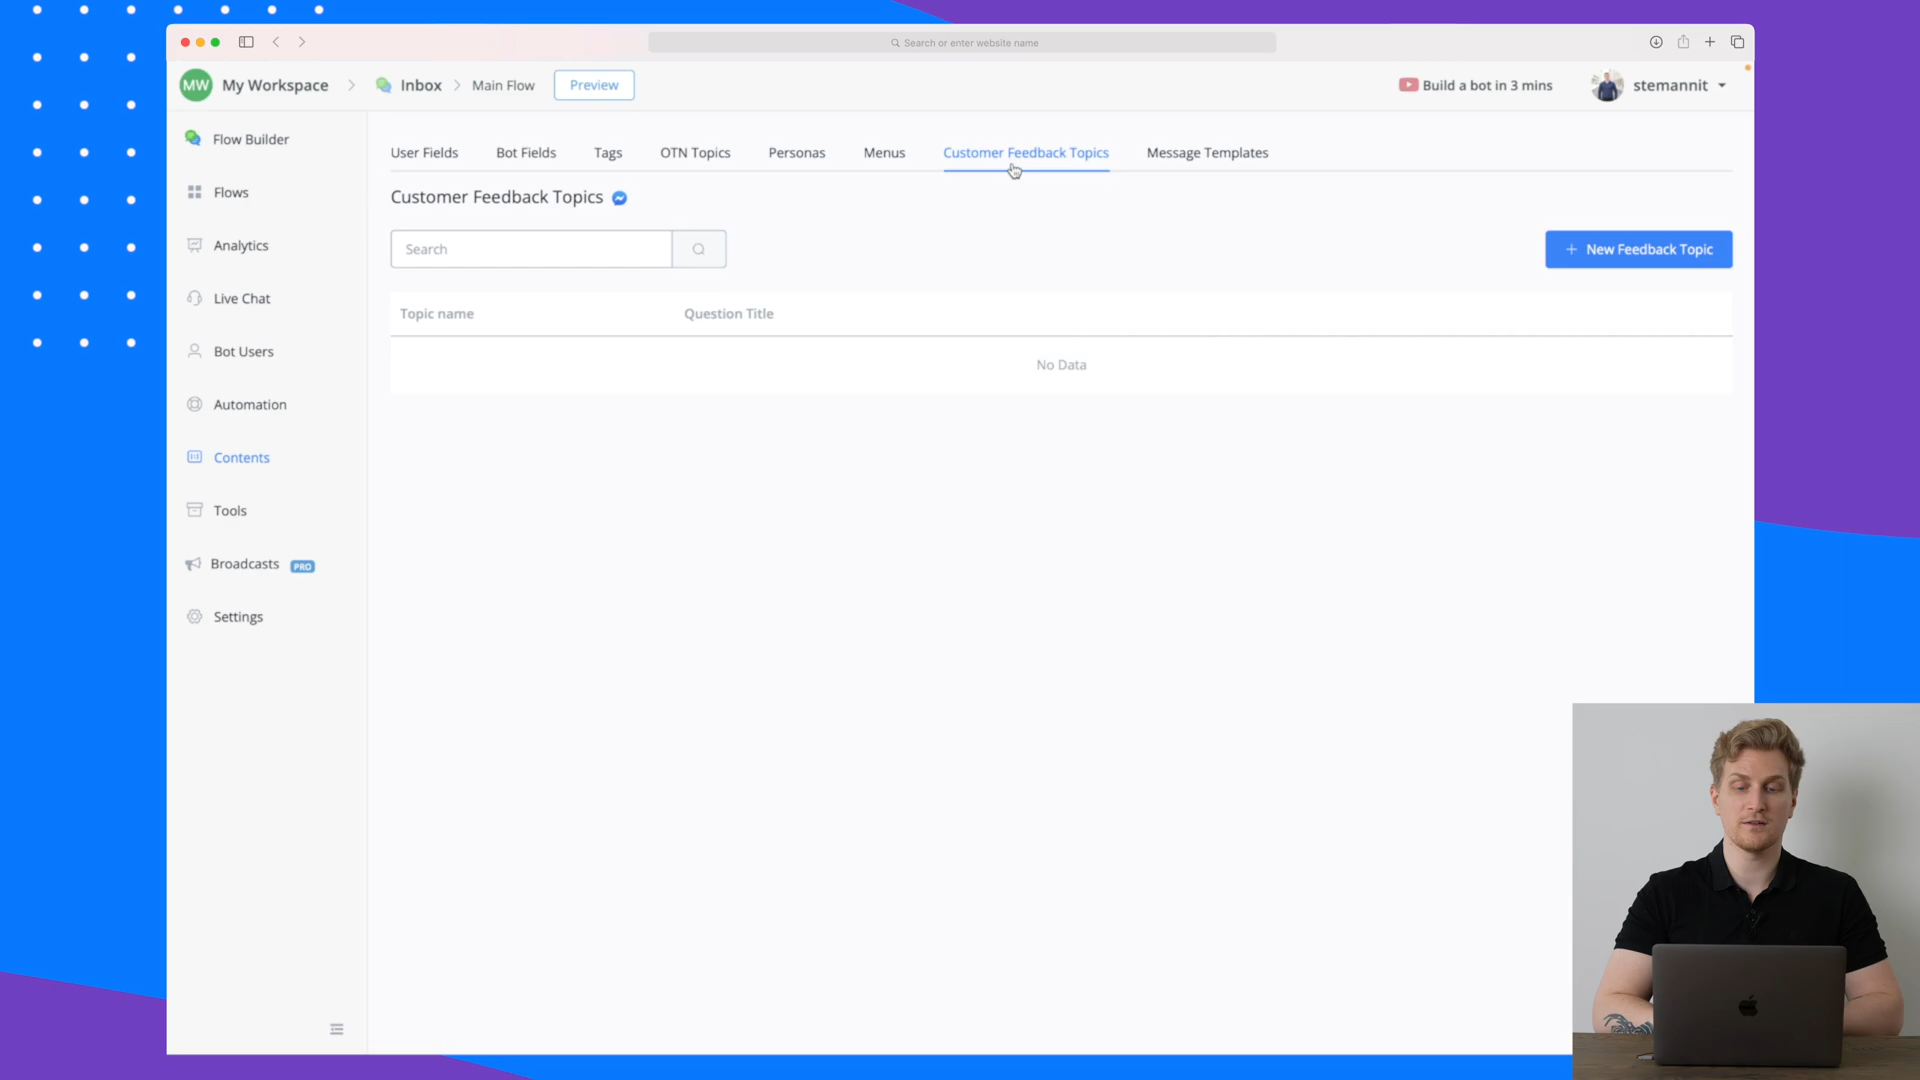 Search or enter website name
MW My Workspace Inbox Main Flow Preview Build a bot in 3 mins stemannit
Flow Builder
Flows
Analytics
Live Chat
Bot Users
Automation
Contents
Tools
Broadcasts PRO
Settings
User Fields Bot Fields Tags OTN Topics Personas Menus Customer Feedback Topics Message Templates
Customer Feedback Topics
Search + New Feedback Topic
Topic name Question Title
No Data